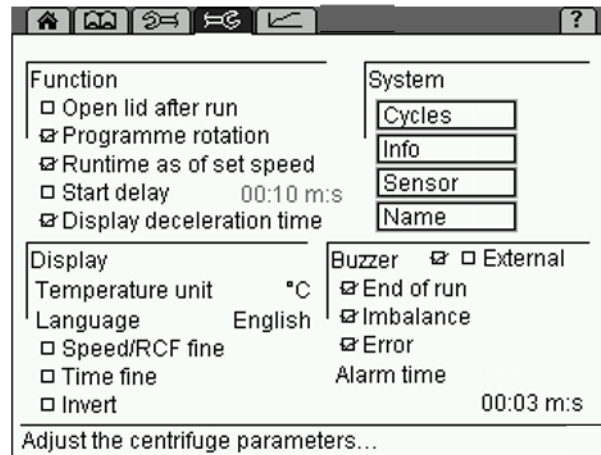 ?
Function
Open lid after run
Programme rotation
Runtime as of set speed
Start delay 00:10 m:s
Display deceleration time
System
Cycles
Info
Sensor
Name
Display
Temperature unit °C
Language English
Speed/RCF fine
Time fine
Invert
Buzzer External
End of run
Imbalance
Error
Alarm time
00:03 m:s
Adjust the centrifuge parameters...